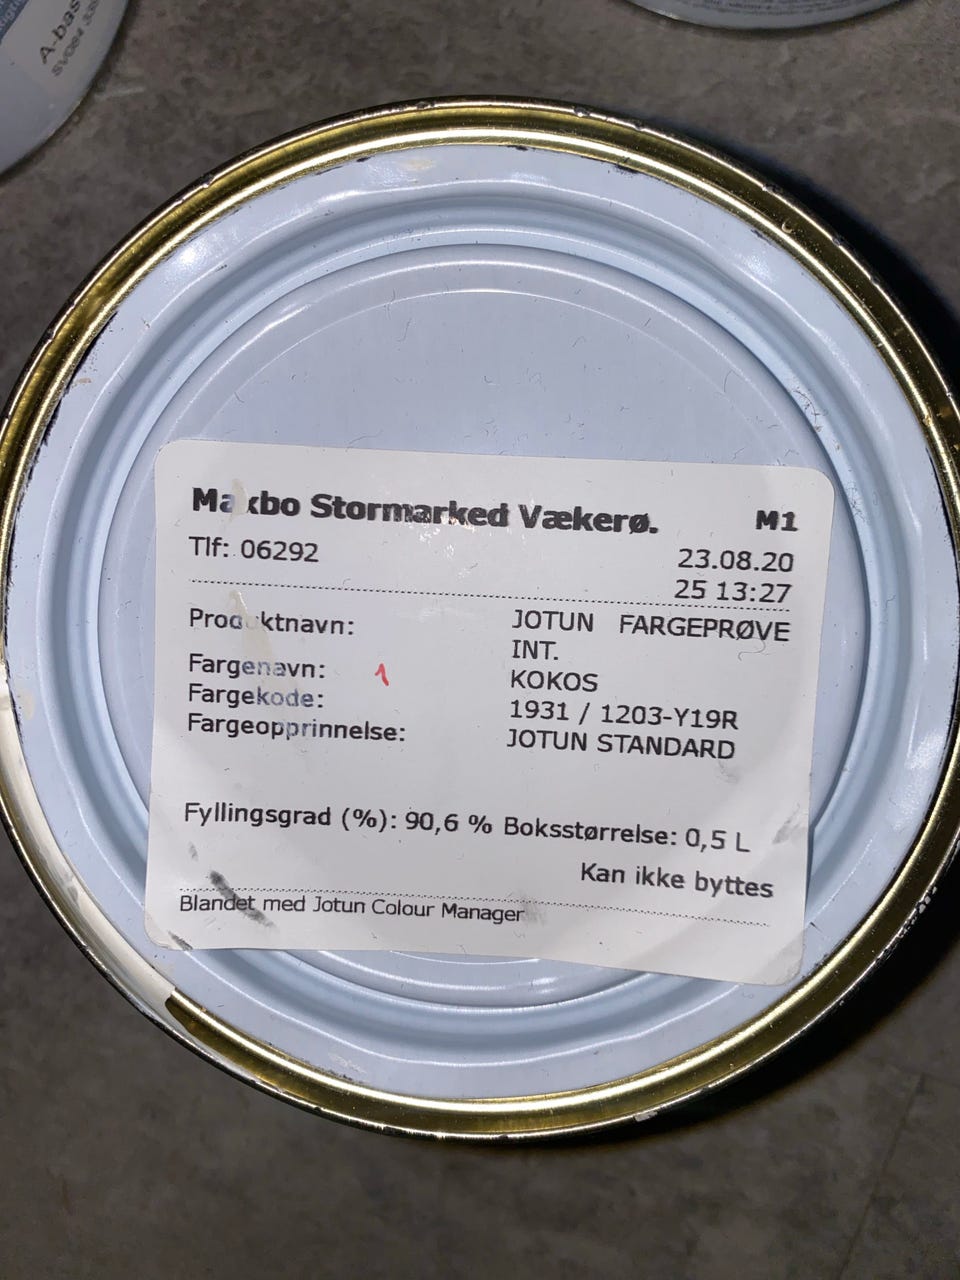 A-bas
Maxbo Stormarked Vækerø. M1
Tlf: 06292 23.08.20
25 13:27
Produktnavn: JOTUN FARGEPRØVE
INT.
Fargenavn: 1 KOKOS
Fargekode: 1931 / 1203-Y19R
Fargeopprinnelse: JOTUN STANDARD
Fyllingsgrad (%): 90,6 % Boksstørrelse: 0,5 L
Kan ikke byttes
Blandet med Jotun Colour Manager